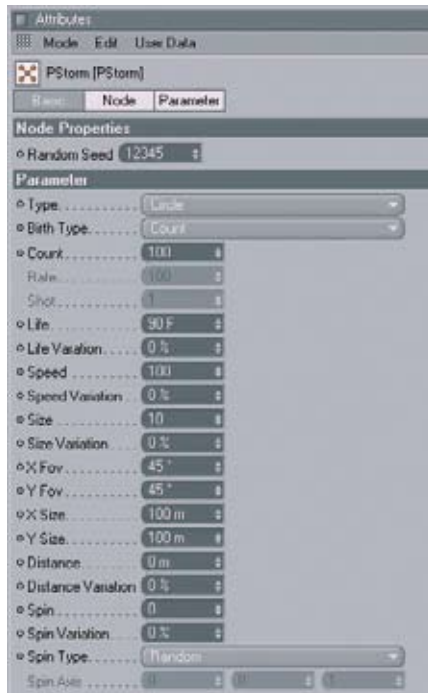 Attributes
Mode Edit User Data
PStorm [PStorm]
Basic Node Parameter
Node Properties
Random Seed 12345
Parameter
Type
Birth Type Count
Count 100
Rate 100
Shot 1
Life 90 F
Life Variation 0 %
Speed 100
Speed Variation 0 %
Size 10
Size Variation 0 %
X Fov 45 °
Y Fov 45 °
X Size 100 m
Y Size 100 m
Distance 0 m
Distance Variation 0 %
Spin 0
Spin Variation 0 %
Spin Type Random
Spin Axis 0 0 1